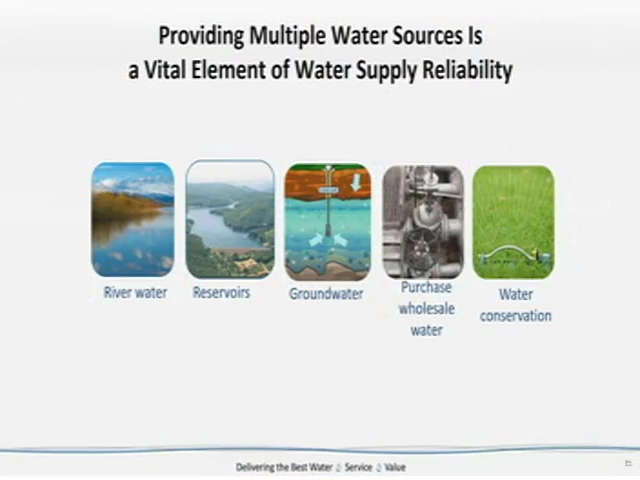 Providing Multiple Water Sources Is
a Vital Element of Water Supply Reliability
River water
Reservoirs
Groundwater
Purchase
wholesale
water
Water
conservation
Delivering the Best Water Service Value